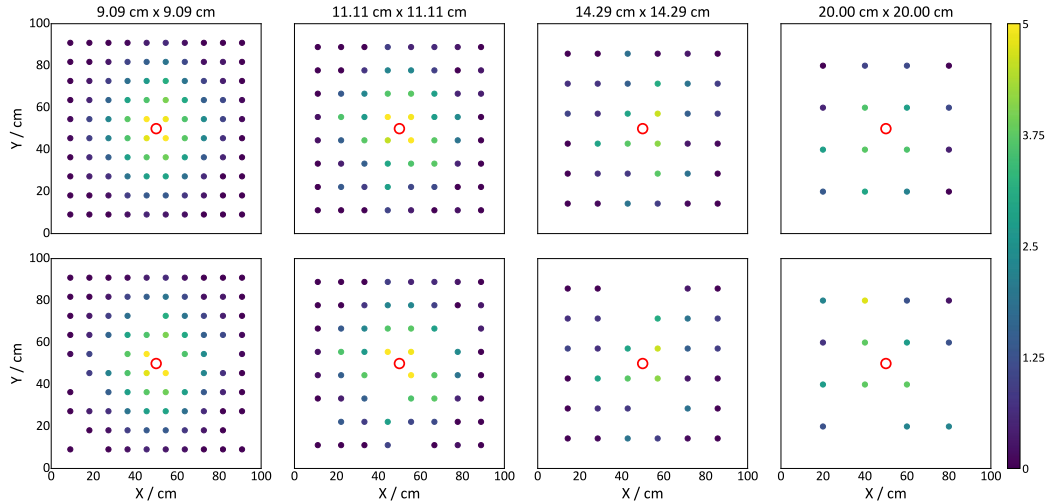 9.09 cm x 9.09 cm
11.11 cm x 11.11 cm
14.29 cm x 14.29 cm
20.00 cm x 20.00 cm
100
80
60
40
20
0
Y / cm
5
3.75
2.5
1.25
0
100
80
60
40
20
0
Y / cm
0 20 40 60 80 100
X / cm
0 20 40 60 80 100
X / cm
0 20 40 60 80 100
X / cm
0 20 40 60 80 100
X / cm